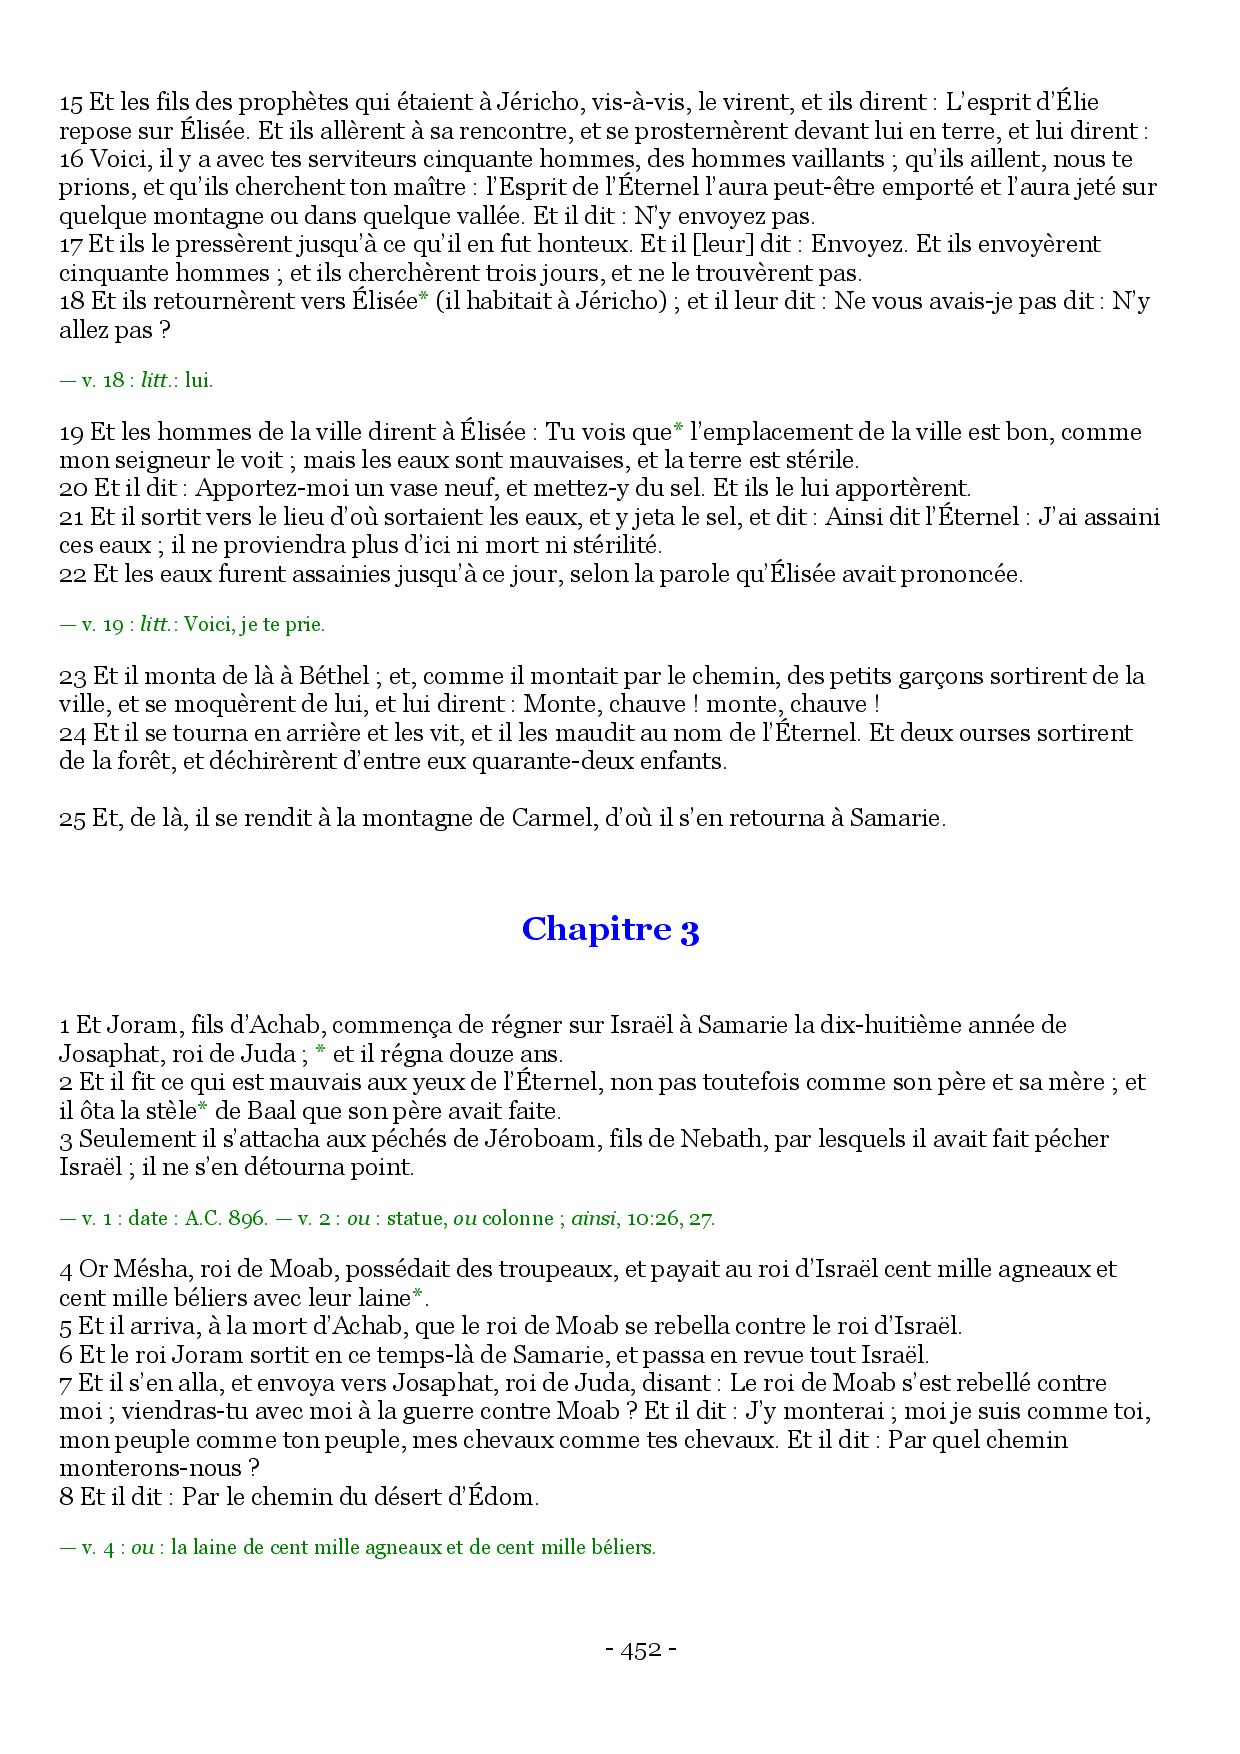 15 Et les fils des prophètes qui étaient à Jéricho, vis-à-vis, le virent, et ils dirent : L’esprit d’Élie
repose sur Élisée. Et ils allèrent à sa rencontre, et se prosternèrent devant lui en terre, et lui dirent :
16 Voici, il y a avec tes serviteurs cinquante hommes, des hommes vaillants ; qu’ils aillent, nous te
prions, et qu’ils cherchent ton maître : l’Esprit de l’Éternel l’aura peut-être emporté et l’aura jeté sur
quelque montagne ou dans quelque vallée. Et il dit : N’y envoyez pas.
17 Et ils le pressèrent jusqu’à ce qu’il en fut honteux. Et il [leur] dit : Envoyez. Et ils envoyèrent
cinquante hommes ; et ils cherchèrent trois jours, et ne le trouvèrent pas.
18 Et ils retournèrent vers Élisée* (il habitait à Jéricho) ; et il leur dit : Ne vous avais-je pas dit : N’y
allez pas ?
— v. 18 : litt.: lui.
19 Et les hommes de la ville dirent à Élisée : Tu vois que* l’emplacement de la ville est bon, comme
mon seigneur le voit ; mais les eaux sont mauvaises, et la terre est stérile.
20 Et il dit : Apportez-moi un vase neuf, et mettez-y du sel. Et ils le lui apportèrent.
21 Et il sortit vers le lieu d’où sortaient les eaux, et y jeta le sel, et dit : Ainsi dit l’Éternel : J’ai assaini
ces eaux ; il ne proviendra plus d’ici ni mort ni stérilité.
22 Et les eaux furent assainies jusqu’à ce jour, selon la parole qu’Élisée avait prononcée.
— v. 19 : litt.: Voici, je te prie.
23 Et il monta de là à Béthel ; et, comme il montait par le chemin, des petits garçons sortirent de la
ville, et se moquèrent de lui, et lui dirent : Monte, chauve ! monte, chauve !
24 Et il se tourna en arrière et les vit, et il les maudit au nom de l’Éternel. Et deux ourses sortirent
de la forêt, et déchirèrent d’entre eux quarante-deux enfants.
25 Et, de là, il se rendit à la montagne de Carmel, d’où il s’en retourna à Samarie.
Chapitre 3
1 Et Joram, fils d’Achab, commença de régner sur Israël à Samarie la dix-huitième année de
Josaphat, roi de Juda ; * et il régna douze ans.
2 Et il fit ce qui est mauvais aux yeux de l’Éternel, non pas toutefois comme son père et sa mère ; et
il ôta la stèle* de Baal que son père avait faite.
3 Seulement il s’attacha aux péchés de Jéroboam, fils de Nebath, par lesquels il avait fait pécher
Israël ; il ne s’en détourna point.
— v. 1 : date : A.C. 896. — v. 2 : ou : statue, ou colonne ; ainsi, 10:26, 27.
4 Or Mésha, roi de Moab, possédait des troupeaux, et payait au roi d’Israël cent mille agneaux et
cent mille béliers avec leur laine*.
5 Et il arriva, à la mort d’Achab, que le roi de Moab se rebella contre le roi d’Israël.
6 Et le roi Joram sortit en ce temps-là de Samarie, et passa en revue tout Israël.
7 Et il s’en alla, et envoya vers Josaphat, roi de Juda, disant : Le roi de Moab s’est rebellé contre
moi ; viendras-tu avec moi à la guerre contre Moab ? Et il dit : J’y monterai ; moi je suis comme toi,
mon peuple comme ton peuple, mes chevaux comme tes chevaux. Et il dit : Par quel chemin
monterons-nous ?
8 Et il dit : Par le chemin du désert d’Édom.
— v. 4 : ou : la laine de cent mille agneaux et de cent mille béliers.
- 452 -